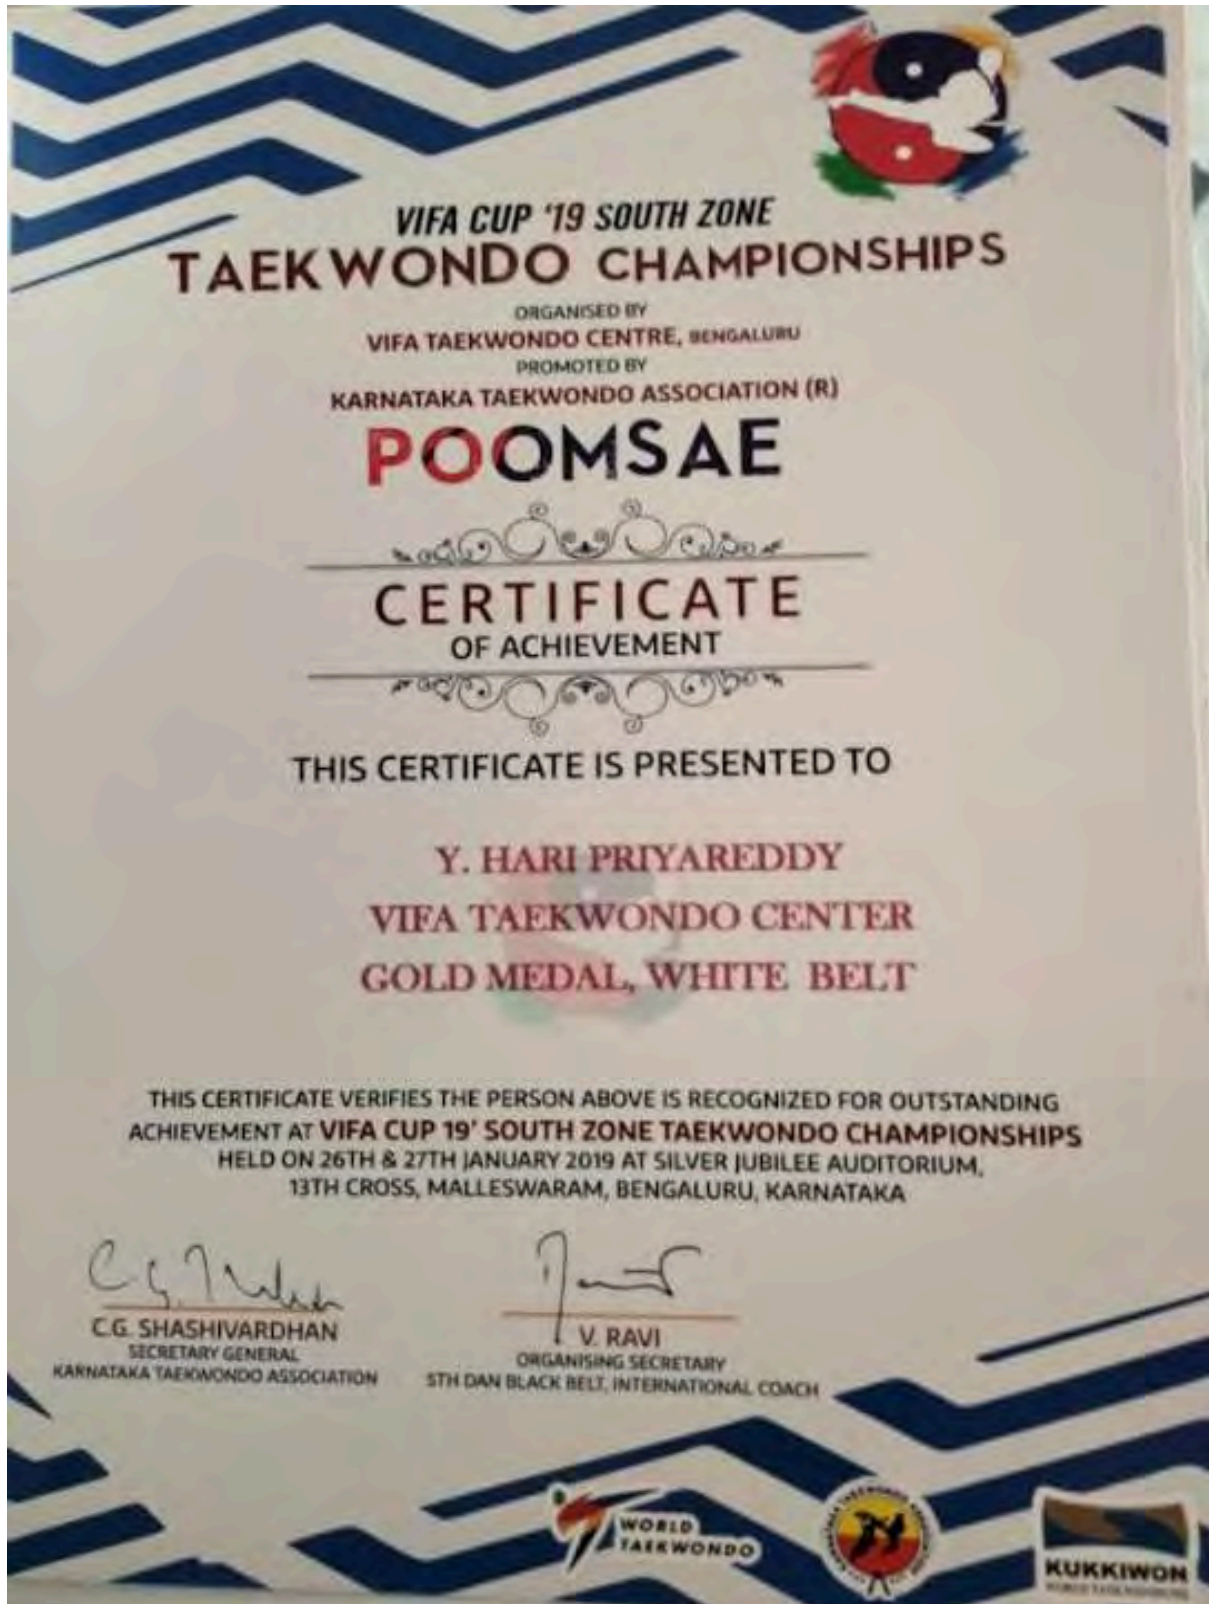 VIFA CUP '19 SOUTH ZONE
TAEKWONDO CHAMPIONSHIPS
ORGANISED BY
VIFA TAEKWONDO CENTRE, BENGALURU
PROMOTED BY
KARNATAKA TAEKWONDO ASSOCIATION (R)
POOMSAE
CERTIFICATE
OF ACHIEVEMENT
THIS CERTIFICATE IS PRESENTED TO
Y. HARI PRIYAREDDY
VIFA TAEKWONDO CENTER
GOLD MEDAL, WHITE BELT
THIS CERTIFICATE VERIFIES THE PERSON ABOVE IS RECOGNIZED FOR OUTSTANDING
ACHIEVEMENT AT VIFA CUP 19' SOUTH ZONE TAEKWONDO CHAMPIONSHIPS
HELD ON 26TH & 27TH JANUARY 2019 AT SILVER JUBILEE AUDITORIUM,
13TH CROSS, MALLESWARAM, BENGALURU, KARNATAKA
C.G. SHASHIVARDHAN
SECRETARY GENERAL
KARNATAKA TAEKWONDO ASSOCIATION
V. RAVI
ORGANISING SECRETARY
5TH DAN BLACK BELT, INTERNATIONAL COACH
WORLD
TAEKWONDO
KUKKIWON